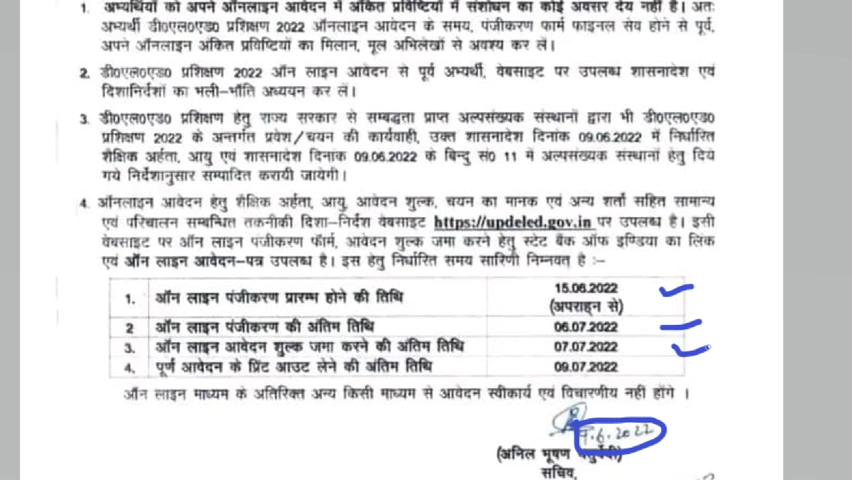 1. अभ्यर्थियों को अपने ऑनलाइन आवेदन में अंकित प्रविष्टियों में संशोधन का कोई अवसर देय नहीं है। अतः
अभ्यर्थी डी०एल०एड० प्रशिक्षण 2022 ऑनलाइन आवेदन के समय, पंजीकरण फार्म फाइनल सेव होने से पूर्व,
अपने ऑनलाइन अंकित प्रविष्टियों का मिलान, मूल अभिलेखों से अवश्य कर लें।
2. डी०एल०एड० प्रशिक्षण 2022 ऑन लाइन आवेदन से पूर्व अभ्यर्थी, वेबसाइट पर उपलब्ध शासनादेश एवं
दिशानिर्देशों का भली-भाँति अध्ययन कर लें।
3. डी०एल०एड० प्रशिक्षण हेतु राज्य सरकार से सम्बद्धता प्राप्त अल्पसंख्यक संस्थानों द्वारा भी डी०एल०एड०
प्रशिक्षण 2022 के अन्तर्गत प्रवेश/चयन की कार्यवाही, उक्त शासनादेश दिनांक 09.06.2022 में निर्धारित
शैक्षिक अर्हता, आयु एवं शासनादेश दिनांक 09.06.2022 के बिन्दु सं० 11 में अल्पसंख्यक संस्थानों हेतु दिये
गये निर्देशानुसार सम्पादित करायी जायेगी।
4. ऑनलाइन आवेदन हेतु शैक्षिक अर्हता, आयु, आवेदन शुल्क, चयन का मानक एवं अन्य शर्तो सहित सामान्य
एवं परिचालन सम्बन्धित तकनीकी दिशा-निर्देश वेबसाइट https://updeled.gov.in पर उपलब्ध है। इसी
वेबसाइट पर ऑन लाइन पंजीकरण फॉर्म, आवेदन शुल्क जमा करने हेतु स्टेट बैंक ऑफ इण्डिया का लिंक
एवं ऑन लाइन आवेदन-पत्र उपलब्ध है। इस हेतु निर्धारित समय सारिणी निम्नवत् है :-
1. ऑन लाइन पंजीकरण प्रारम्भ होने की तिथि 15.06.2022
(अपराह्न से)
2 ऑन लाइन पंजीकरण की अंतिम तिथि 06.07.2022
3. ऑन लाइन आवेदन शुल्क जमा करने की अंतिम तिथि 07.07.2022
4. पूर्ण आवेदन के प्रिंट आउट लेने की अंतिम तिथि 09.07.2022
ऑन लाइन माध्यम के अतिरिक्त अन्य किसी माध्यम से आवेदन स्वीकार्य एवं विचारणीय नहीं होंगे ।
9.6.2022
(अनिल भूषण चतुर्वेदी)
सचिव,